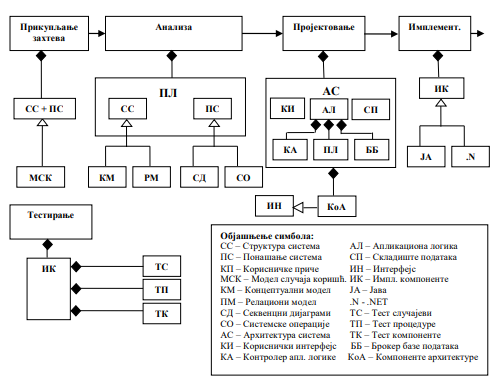 Прикупљање
захтева
Анализа
Пројектовање
Имплемент.
ПЛ
АС
СС + ПС
СС
ПС
КИ
АЛ
СП
ИК
МСК
КМ
РМ
СД
СО
КА
ПЛ
ББ
ЈА
.N
ИН
КоА
Тестирање
ИК
ТС
ТП
ТК
Објашњење симбола:
СС – Структура система
АЛ – Апликациона логика
ПС – Понашање система
СП – Складиште података
КП – Корисничке приче
ИН – Интерфејс
МСК – Модел случаја коришћ.
ИК – Импл. компоненте
КМ – Концептуални модел
ЈА – Јава
ПМ – Релациони модел
.N - .NET
СД – Секвенцни дијаграми
ТС – Тест случајеви
СО – Системске операције
ТП – Тест процедуре
АС – Архитектура система
ТК – Тест компоненте
КИ – Кориснички интерфејс
ББ – Брокер базе података
КА – Контролер апл. логике
КоА – Компоненте архитектуре